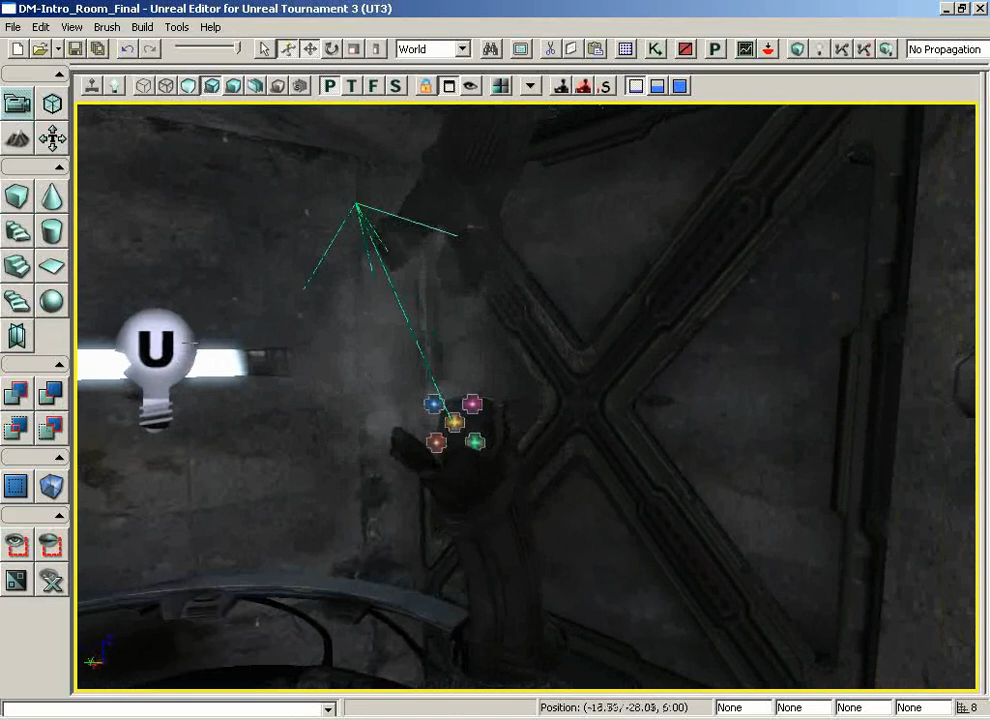 DM-Intro_Room_Final - Unreal Editor for Unreal Tournament 3 (UT3)
File Edit View Brush Build Tools Help
World K P No Propagation
P T F S S
U
Position: (-18.35/ -28.03, 6:00) None None None None 8